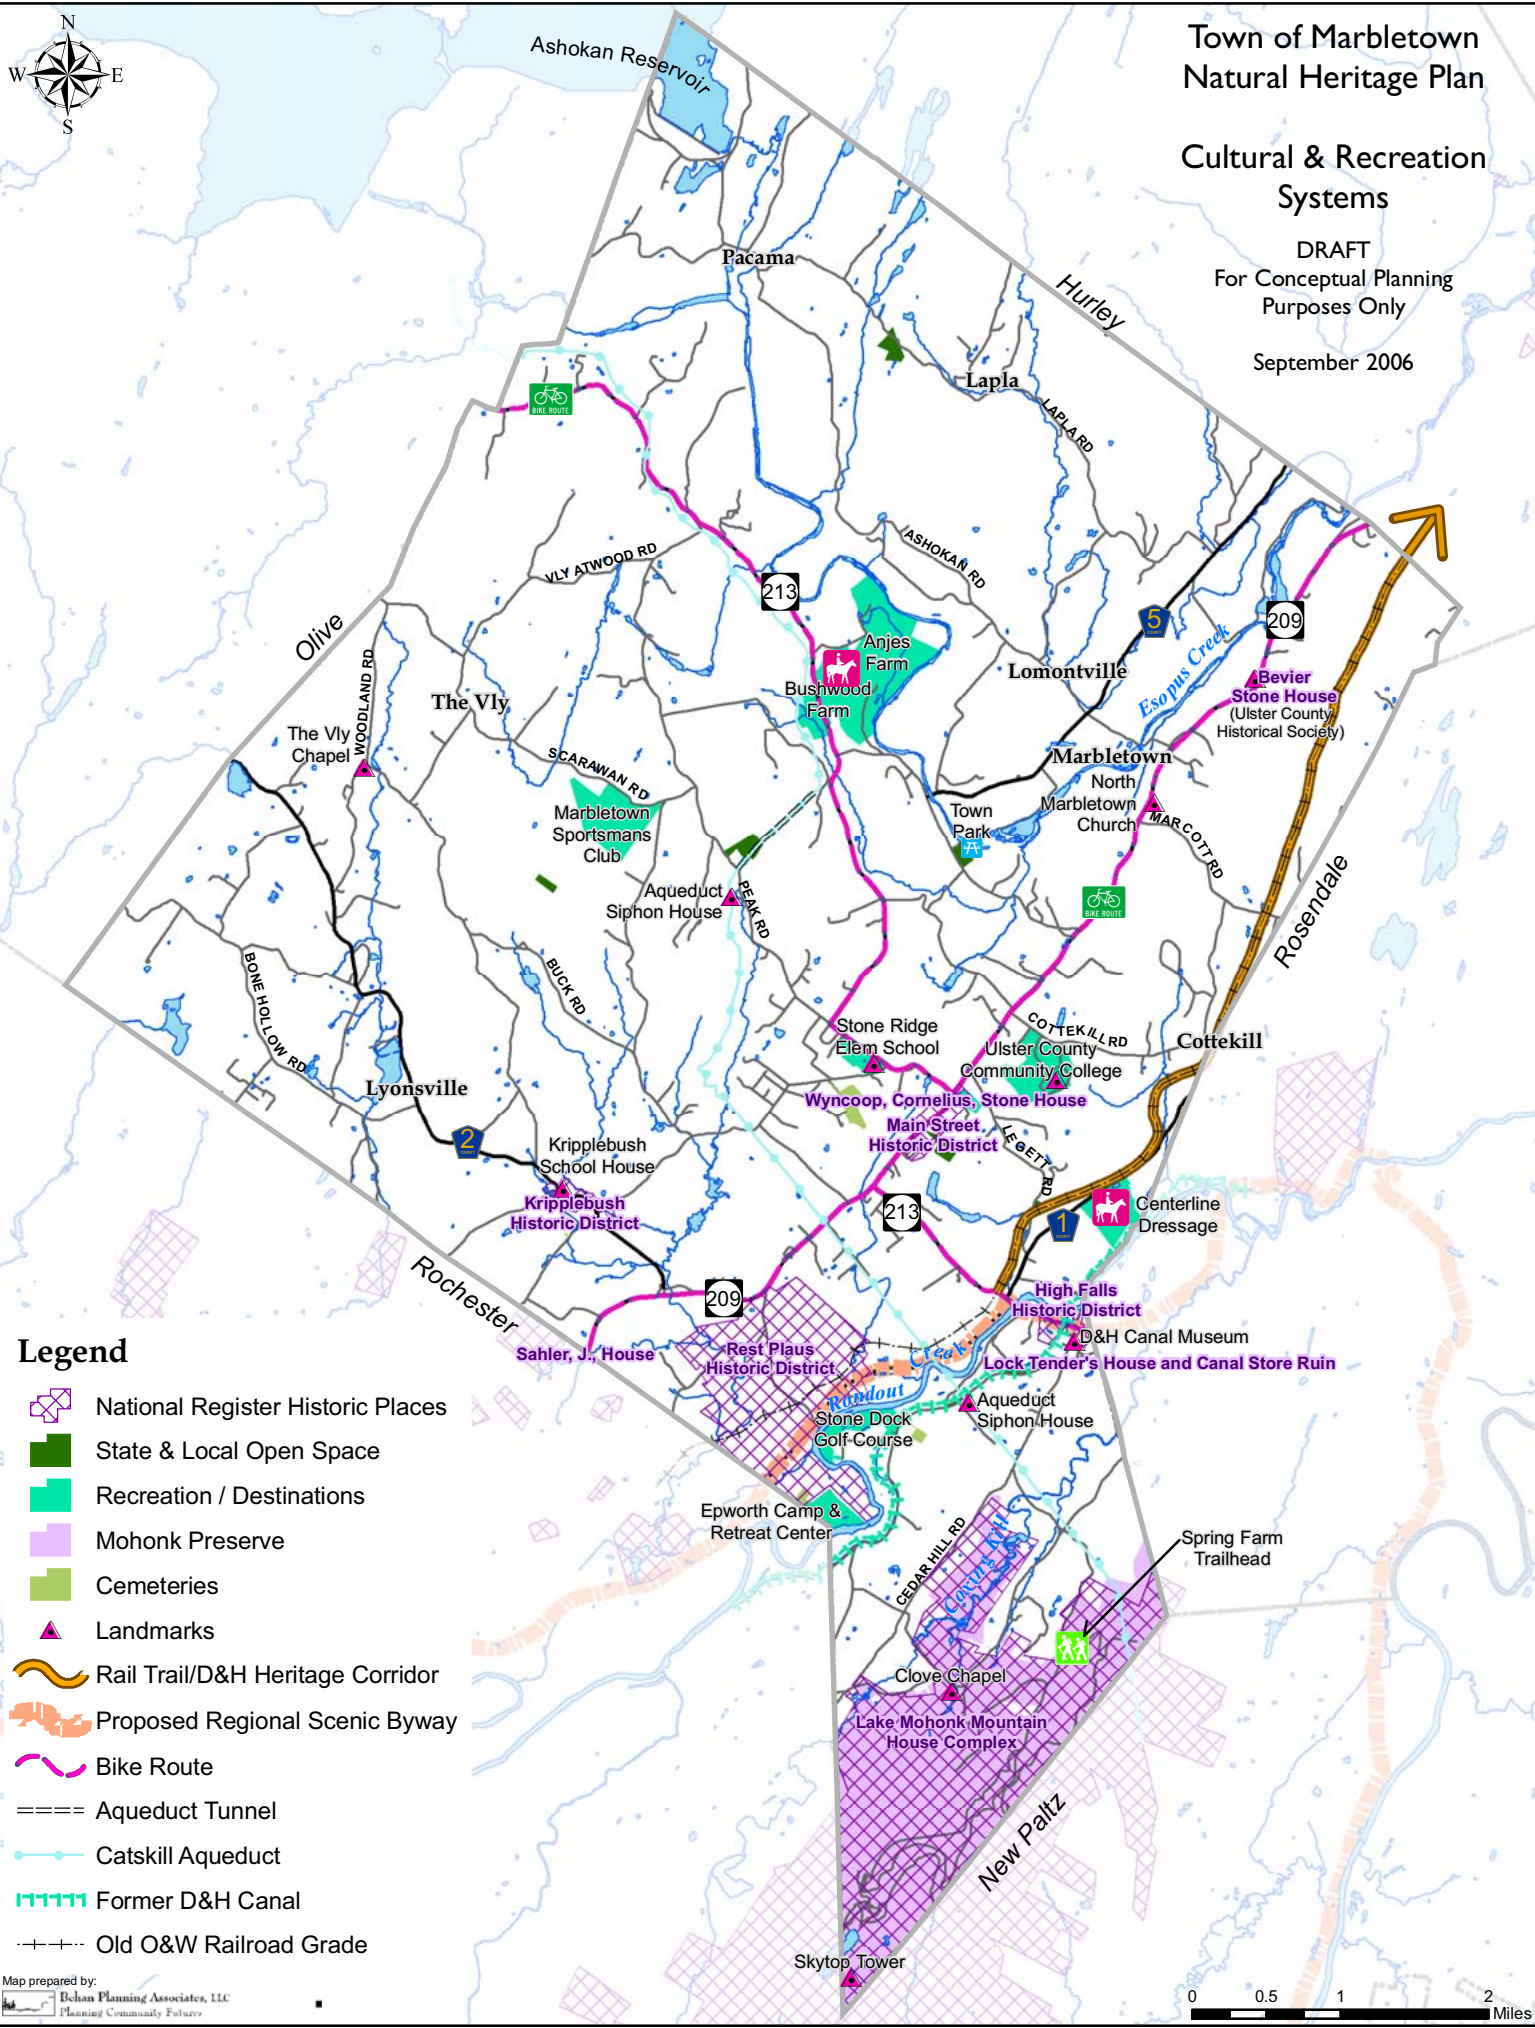 N
W
E
S
Town of Marbletown
Natural Heritage Plan
Cultural & Recreation
Systems
DRAFT
For Conceptual Planning
Purposes Only
September 2006
Ashokan Reservoir
Pacama
Hurley
Lapla
LAPLA RD
BIKE ROUTE
ASHOKAN RD
VLY ATWOOD RD
213
5
COUNTY
209
Olive
Anjes
Farm
Bushwood
Farm
Lomontville
Esopus Creek
Bevier
Stone House
(Ulster County
Historical Society)
WOODLAND RD
The Vly
The Vly
Chapel
SCARAWAN RD
Marbletown
North
Marbletown
Church
MARCOTT RD
Marbletown
Sportsmans
Club
Town
Park
Aqueduct
Siphon House
PEAK RD
BIKE ROUTE
Rosendale
BONE HOLLOW RD
BUCK RD
Stone Ridge
Elem School
COTTEKILL RD
Cottekill
Ulster County
Community College
Lyonsville
Wyncoop, Cornelius, Stone House
Main Street
Historic District
LEGETT RD
2
COUNTY
Kripplebush
School House
Kripplebush
Historic District
213
1
COUNTY
Centerline
Dressage
Rochester
209
High Falls
Historic District
D&H Canal Museum
Lock Tender's House and Canal Store Ruin
Sahler, J., House
Rest Plaus
Historic District
Rondout Creek
Aqueduct
Siphon House
Stone Dock
Golf Course
Epworth Camp &
Retreat Center
CEDAR HILL RD
Coxing Kill
Spring Farm
Trailhead
Clove Chapel
Lake Mohonk Mountain
House Complex
New Paltz
Skytop Tower
Legend
National Register Historic Places
State & Local Open Space
Recreation / Destinations
Mohonk Preserve
Cemeteries
Landmarks
Rail Trail/D&H Heritage Corridor
Proposed Regional Scenic Byway
Bike Route
Aqueduct Tunnel
Catskill Aqueduct
Former D&H Canal
Old O&W Railroad Grade
Map prepared by:
Behan Planning Associates, LLC
Planning Community Futures
0 0.5 1 2
Miles